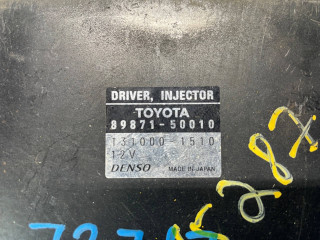 DRIVER, INJECTOR
TOYOTA
89871-50010
131000-1510
12V
DENSO MADE IN JAPAN